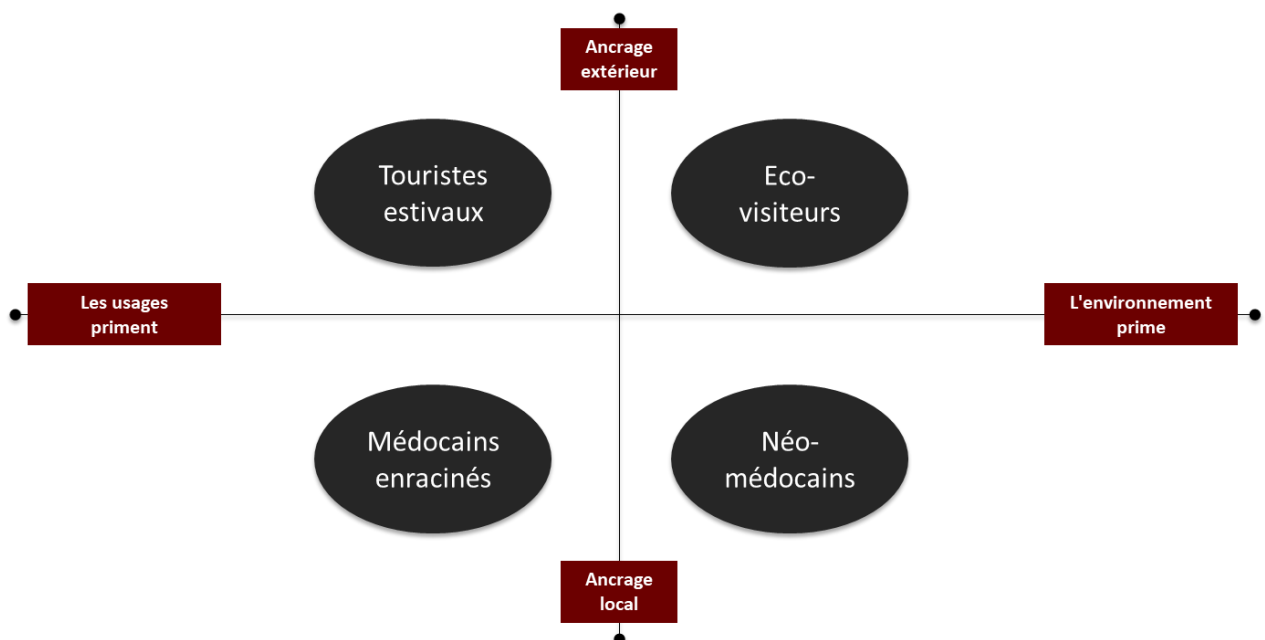 Ancrage
extérieur
Touristes
estivaux
Eco-
visiteurs
Les usages
priment
L'environnement
prime
Médocains
enracinés
Néo-
médocains
Ancrage
local